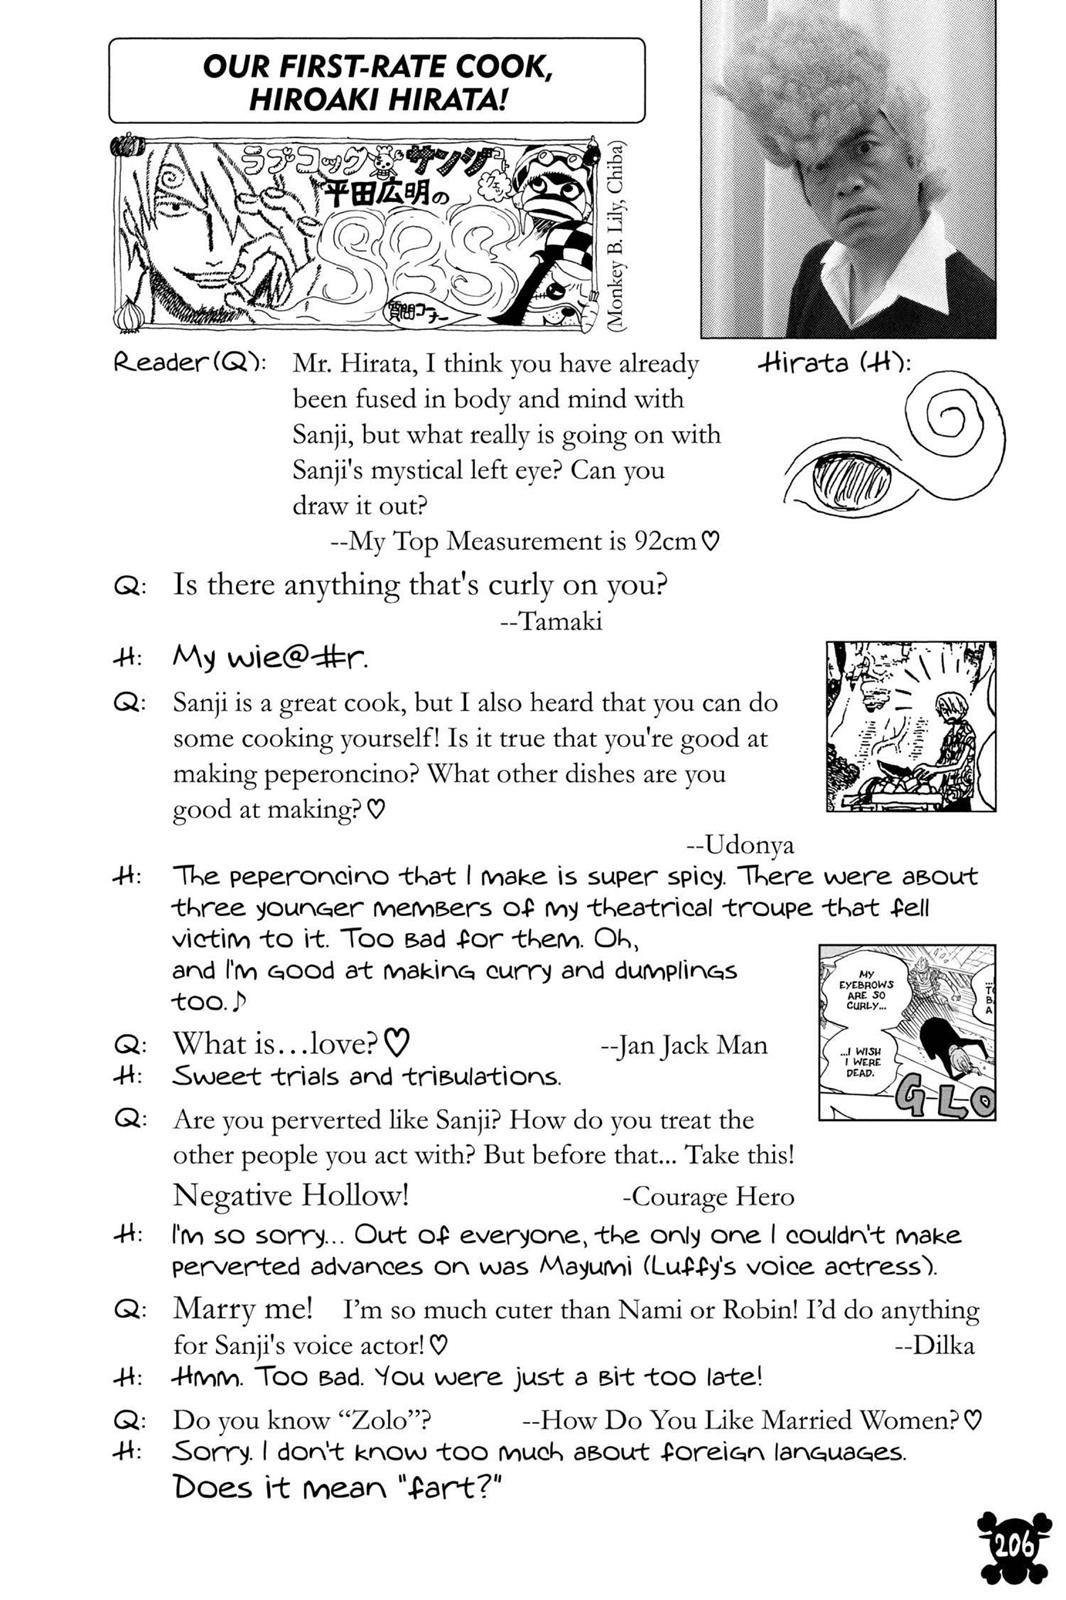 OUR FIRST-RATE COOK,
HIROAKI HIRATA!
ラブコック サンジ
平田広明の
SBS
質問コーナー
(Monkey B. Lily, Chiba)
Reader(Q): Mr. Hirata, I think you have already
been fused in body and mind with
Sanji, but what really is going on with
Sanji's mystical left eye? Can you
draw it out?
--My Top Measurement is 92cm♡
Hirata (H):
Q: Is there anything that's curly on you?
--Tamaki
H: My wie@#r.
Q: Sanji is a great cook, but I also heard that you can do
some cooking yourself! Is it true that you're good at
making peperoncino? What other dishes are you
good at making?♡
--Udonya
H: The peperoncino that I make is super spicy. There were about
three younger members of my theatrical troupe that fell
victim to it. Too bad for them. Oh,
and I'm good at making curry and dumplings
too.♪
MY
EYEBROWS
ARE SO
CURLY...
...I WISH
I WERE
DEAD.
GLO
Q: What is...love?♡ --Jan Jack Man
H: Sweet trials and tribulations.
Q: Are you perverted like Sanji? How do you treat the
other people you act with? But before that... Take this!
Negative Hollow! -Courage Hero
H: I'm so sorry... Out of everyone, the only one I couldn't make
perverted advances on was Mayumi (Luffy's voice actress).
Q: Marry me! I'm so much cuter than Nami or Robin! I'd do anything
for Sanji's voice actor!♡ --Dilka
H: Hmm. Too bad. You were just a bit too late!
Q: Do you know “Zolo”? --How Do You Like Married Women?♡
H: Sorry. I don't know too much about foreign languages.
Does it mean "fart?"
206